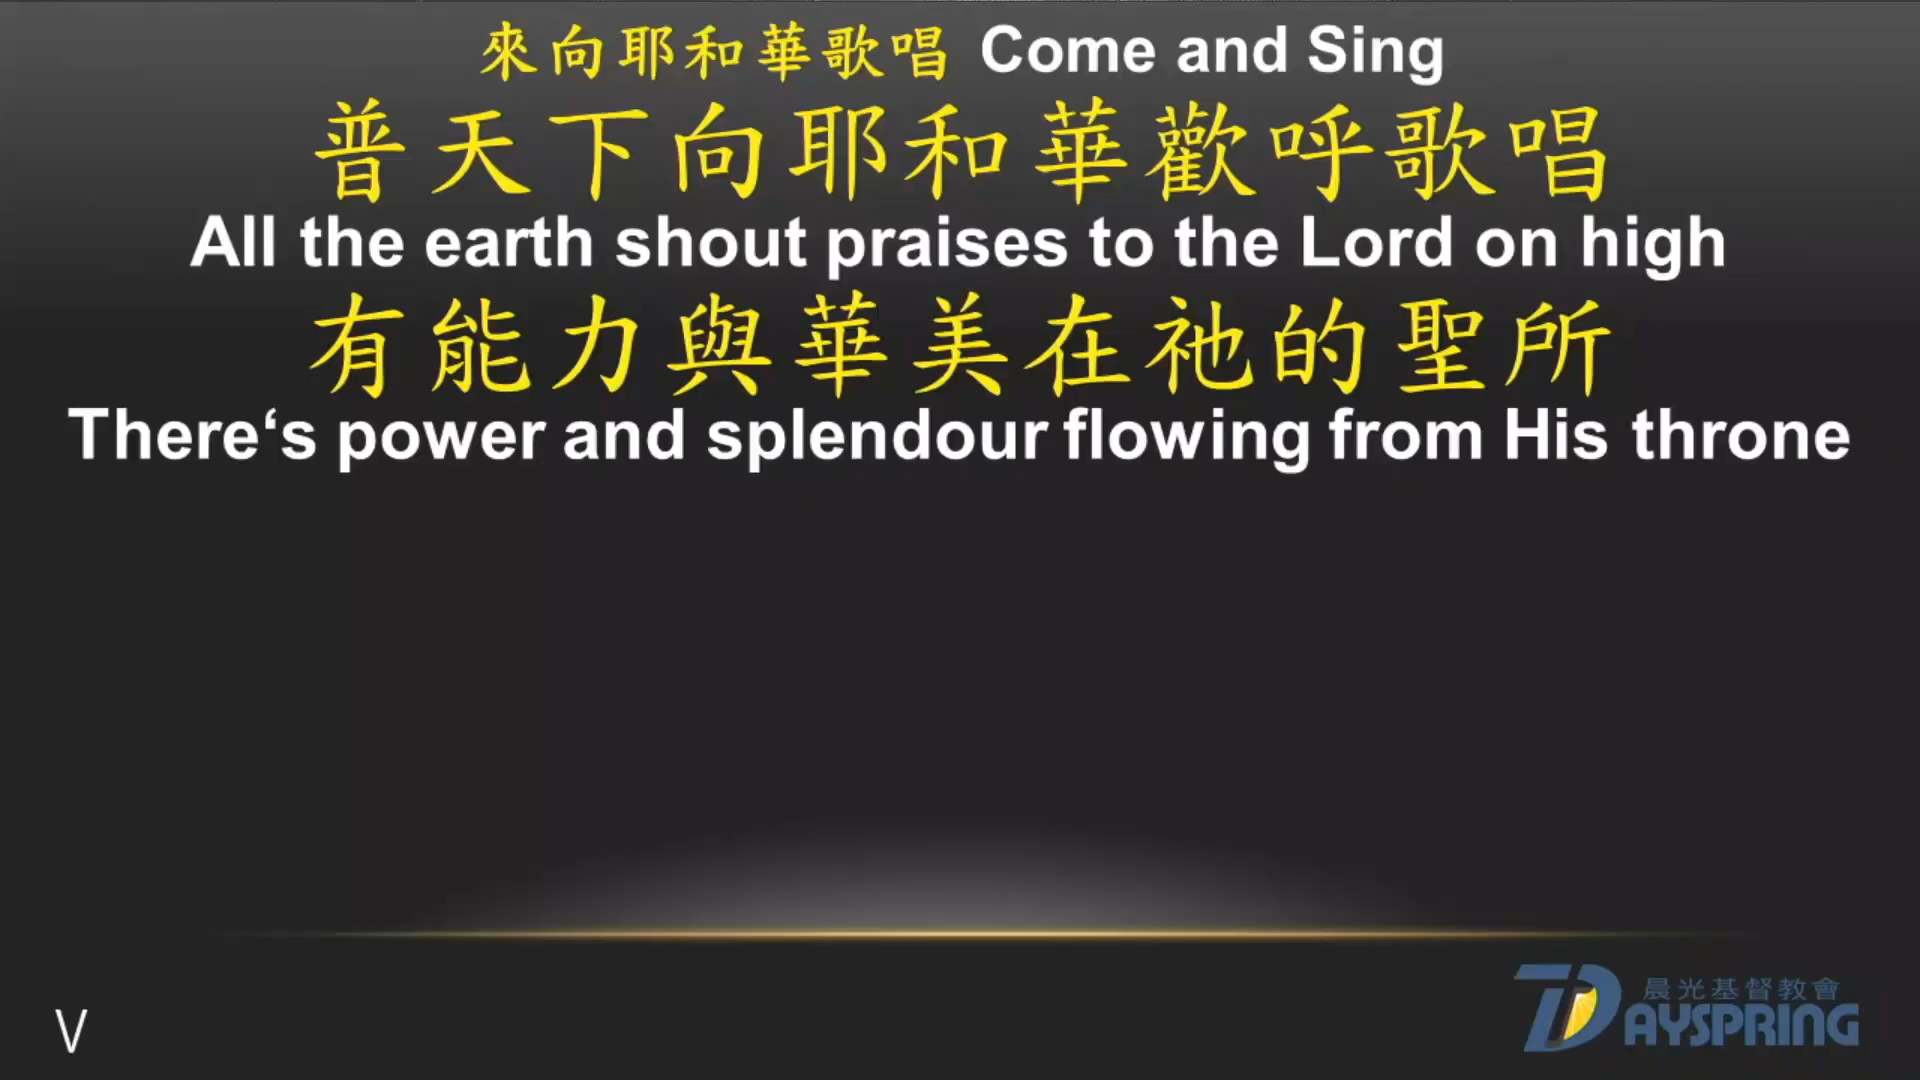 來向耶和華歌唱 Come and Sing
普天下向耶和華歡呼歌唱
All the earth shout praises to the Lord on high
有能力與華美在祂的聖所
There‘s power and splendour flowing from His throne
V
晨光基督教會
DAYSPRING